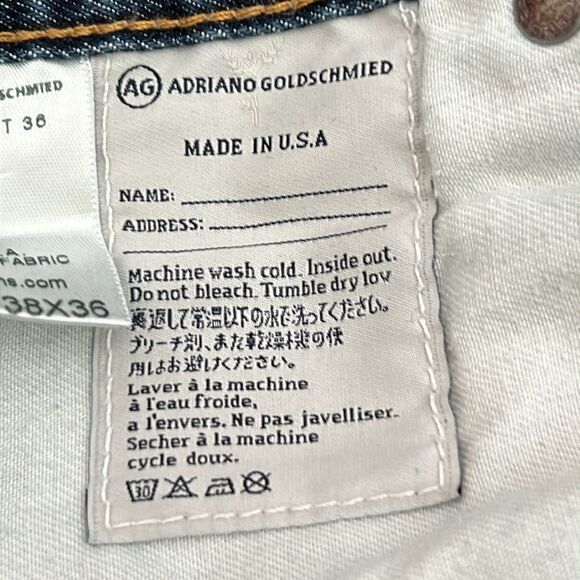 SCHMIED
T 36
A
FABRIC
s.com
38X36
AG ADRIANO GOLDSCHMIED
MADE IN U.S.A
NAME:
ADDRESS:
Machine wash cold. Inside out.
Do not bleach. Tumble dry low
裏返して常温以下の水で洗ってください。
ブリーチ剤、また乾燥機の使
用はお避けください。
Laver à la machine
à l'eau froide,
a l'envers. Ne pas javelliser.
Secher à la machine
cycle doux.
30